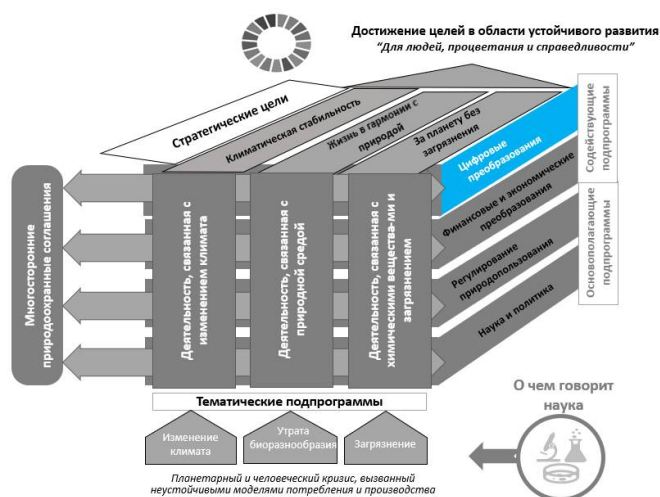 Достижение целей в области устойчивого развития
“Для людей, процветания и справедливости”
Стратегические цели
Климатическая стабильность
Жизнь в гармонии с
природой
За планету без
загрязнения
Цифровые
преобразования
Финансовые и экономические
преобразования
Регулирование
природопользования
Наука и политика
Содействующие
подпрограммы
Основополагающие
подпрограммы
Многосторонние
природоохранные соглашения
Деятельность, связанная с
изменением климата
Деятельность, связанная с
природной средой
Деятельность, связанная с
химическими вещества-ми и
загрязнением
Тематические подпрограммы
Изменение
климата
Утрата
биоразнообразия
Загрязнение
О чем говорит
наука
Планетарный и человеческий кризис, вызванный
неустойчивыми моделями потребления и производства